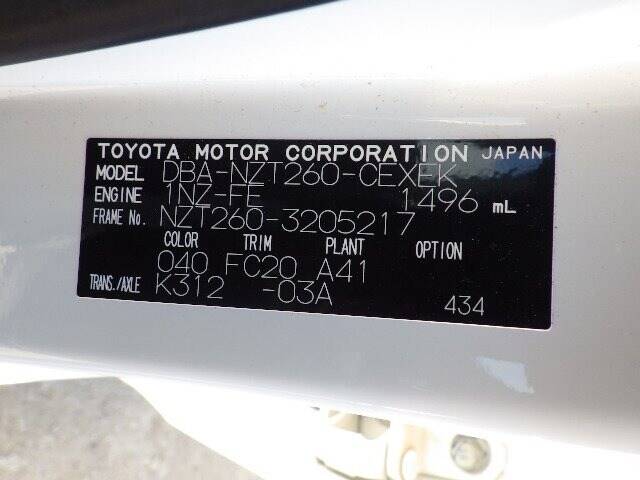 TOYOTA MOTOR CORPORATION JAPAN
MODEL DBA-NZT260-CEXEK
ENGINE 1NZ-FE 1496 mL
FRAME No. NZT260-3205217
COLOR TRIM PLANT OPTION
040 FC20 A41
TRANS./AXLE K312 -03A 434